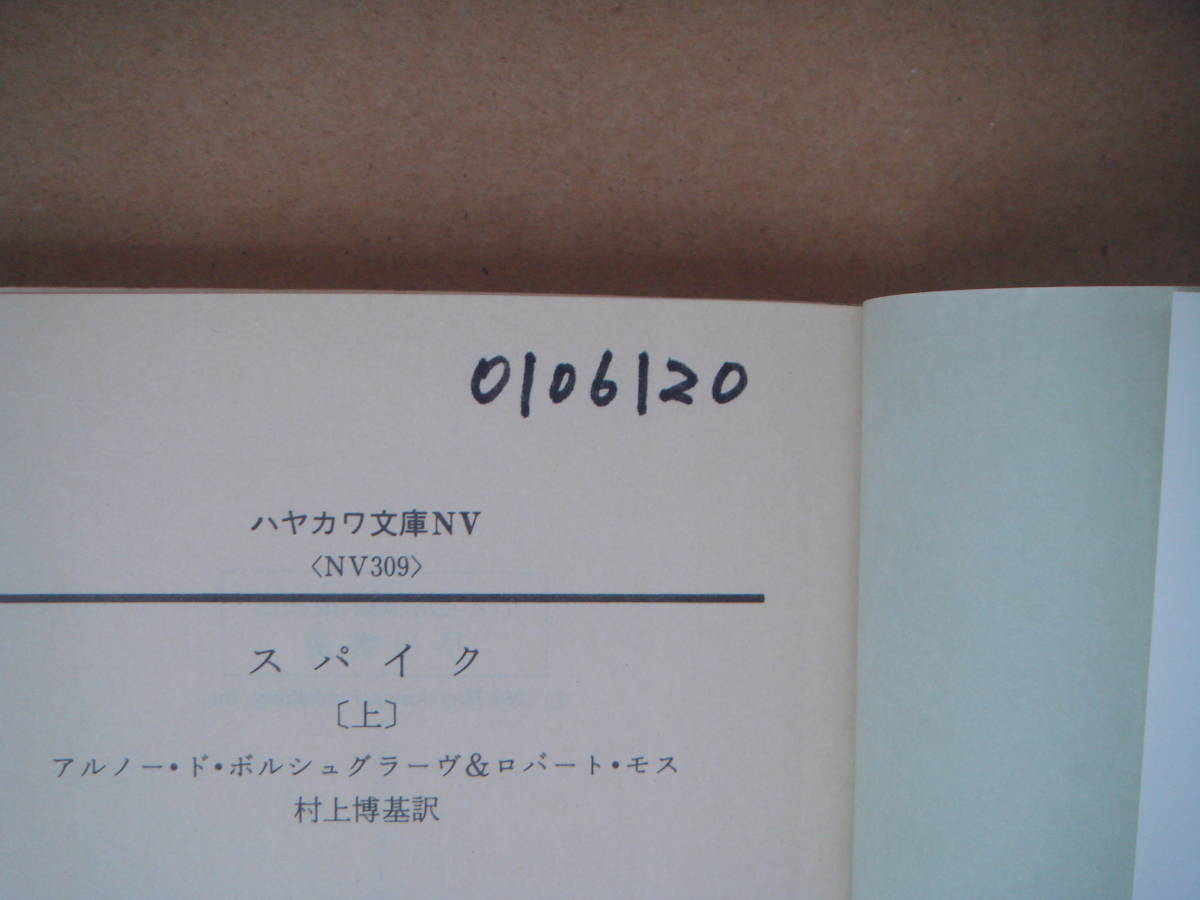 0106120
ハヤカワ文庫NV
〈NV309〉
スパイク
〔上〕
アルノー・ド・ボルシュグラーヴ&ロバート・モス
村上博基訳